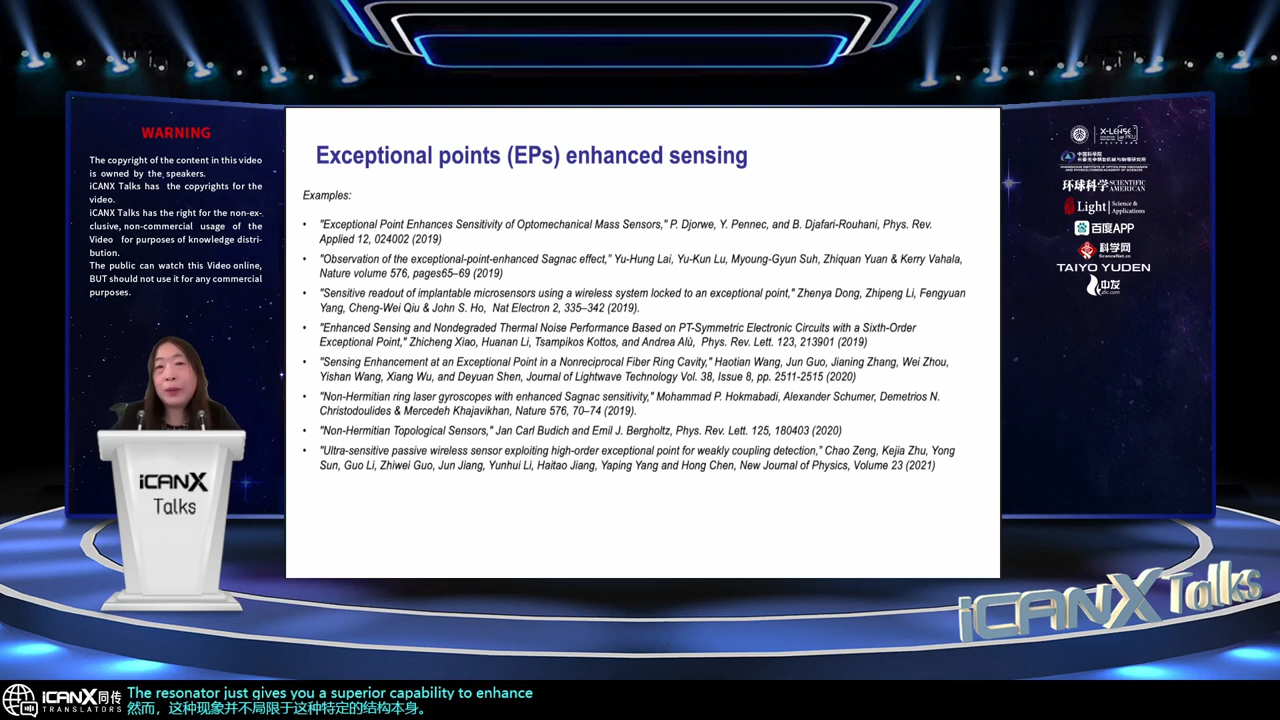 WARNING
The copyright of the content in this video
is owned by the speakers.
iCANX Talks has the copyrights for the
video.
iCANX Talks has the right for the non-ex-
clusive, non-commercial usage of the
Video for purposes of knowledge distri-
bution.
The public can watch this Video online,
BUT should not use it for any commercial
purposes.
Exceptional points (EPs) enhanced sensing
Examples:
• "Exceptional Point Enhances Sensitivity of Optomechanical Mass Sensors," P. Djorwe, Y. Pennec, and B. Djafari-Rouhani, Phys. Rev.
Applied 12, 024002 (2019)
• "Observation of the exceptional-point-enhanced Sagnac effect," Yu-Hung Lai, Yu-Kun Lu, Myoung-Gyun Suh, Zhiquan Yuan & Kerry Vahala,
Nature volume 576, pages65–69 (2019)
• "Sensitive readout of implantable microsensors using a wireless system locked to an exceptional point," Zhenya Dong, Zhipeng Li, Fengyuan
Yang, Cheng-Wei Qiu & John S. Ho, Nat Electron 2, 335–342 (2019).
• "Enhanced Sensing and Nondegraded Thermal Noise Performance Based on PT-Symmetric Electronic Circuits with a Sixth-Order
Exceptional Point," Zhicheng Xiao, Huanan Li, Tsampikos Kottos, and Andrea Alù, Phys. Rev. Lett. 123, 213901 (2019)
• "Sensing Enhancement at an Exceptional Point in a Nonreciprocal Fiber Ring Cavity," Haotian Wang, Jun Guo, Jianing Zhang, Wei Zhou,
Yishan Wang, Xiang Wu, and Deyuan Shen, Journal of Lightwave Technology Vol. 38, Issue 8, pp. 2511-2515 (2020)
• "Non-Hermitian ring laser gyroscopes with enhanced Sagnac sensitivity," Mohammad P. Hokmabadi, Alexander Schumer, Demetrios N.
Christodoulides & Mercedeh Khajavikhan, Nature 576, 70–74 (2019).
• "Non-Hermitian Topological Sensors," Jan Carl Budich and Emil J. Bergholtz, Phys. Rev. Lett. 125, 180403 (2020)
• "Ultra-sensitive passive wireless sensor exploiting high-order exceptional point for weakly coupling detection," Chao Zeng, Kejia Zhu, Yong
Sun, Guo Li, Zhiwei Guo, Jun Jiang, Yunhui Li, Haitao Jiang, Yaping Yang and Hong Chen, New Journal of Physics, Volume 23 (2021)
X-LENSE
环球科学 SCIENTIFIC AMERICAN
Light Science & Applications
百度APP
科学网
ScienceNet.cn
TAIYO YUDEN
中友
iCANX
Talks
iCANX Talks
iCANX同传
TRANSLATORS
The resonator just gives you a superior capability to enhance
然而，这种现象并不局限于这种特定的结构本身。